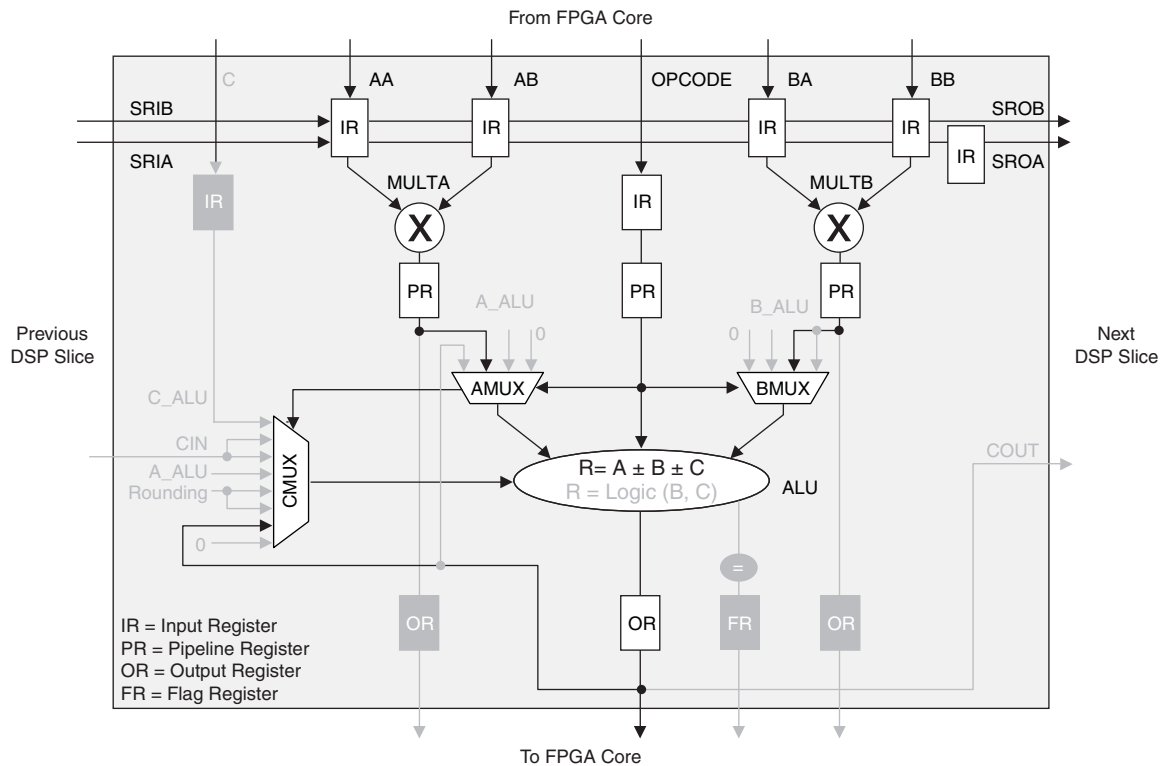 From FPGA Core
C
AA
AB
OPCODE
BA
BB
SRIB
SROB
IR
IR
IR
IR
IR
SRIA
SROA
IR
IR
MULTA
MULTB
X
X
PR
PR
PR
A_ALU
0
B_ALU
0
Previous
DSP Slice
Next
DSP Slice
AMUX
BMUX
C_ALU
CIN
A_ALU
Rounding
0
CMUX
R= A ± B ± C
R = Logic (B, C)
ALU
COUT
=
OR
OR
FR
OR
IR = Input Register
PR = Pipeline Register
OR = Output Register
FR = Flag Register
To FPGA Core